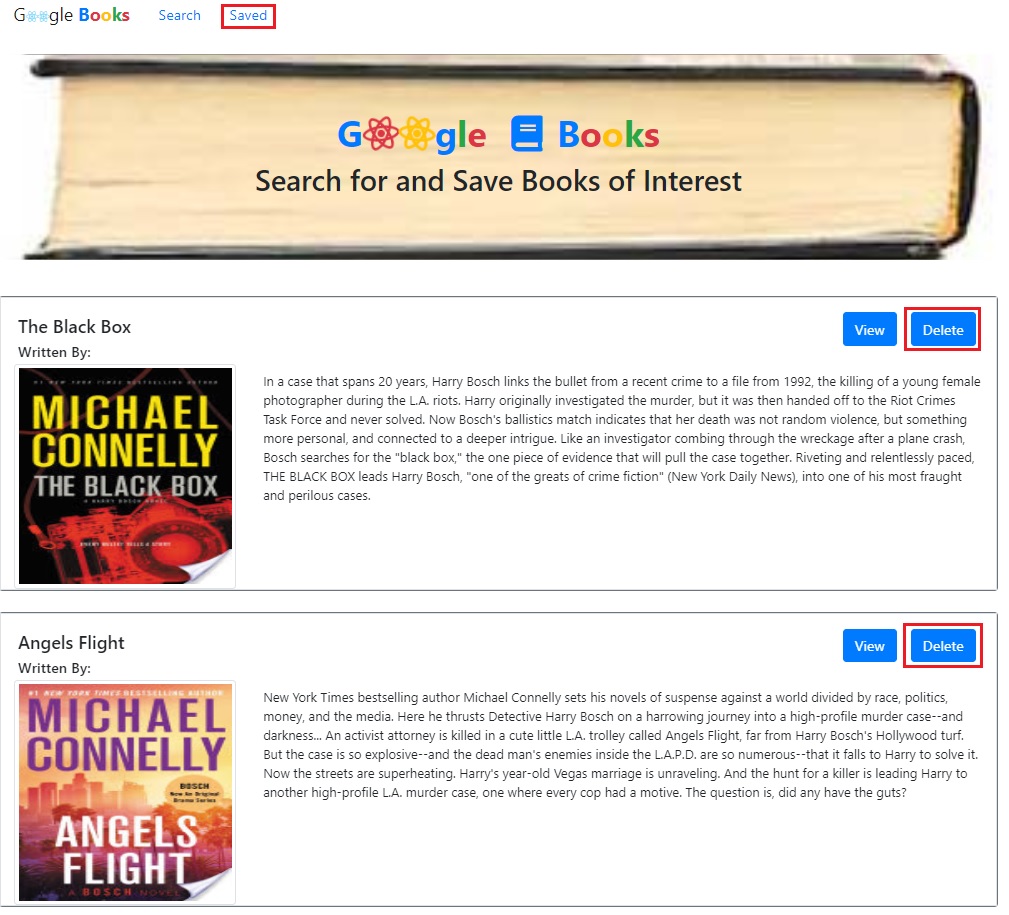 Google Books Search Saved
Google Books
Search for and Save Books of Interest
The Black Box
View Delete
Written By:
#1 NEW YORK TIMES BESTSELLING AUTHOR
MICHAEL
CONNELLY
THE BLACK BOX
A HARRY BOSCH NOVEL
EVERY BULLET TELLS A STORY
In a case that spans 20 years, Harry Bosch links the bullet from a recent crime to a file from 1992, the killing of a young female
photographer during the L.A. riots. Harry originally investigated the murder, but it was then handed off to the Riot Crimes
Task Force and never solved. Now Bosch's ballistics match indicates that her death was not random violence, but something
more personal, and connected to a deeper intrigue. Like an investigator combing through the wreckage after a plane crash,
Bosch searches for the "black box," the one piece of evidence that will pull the case together. Riveting and relentlessly paced,
THE BLACK BOX leads Harry Bosch, "one of the greats of crime fiction" (New York Daily News), into one of his most fraught
and perilous cases.
Angels Flight
View Delete
Written By:
#1 NEW YORK TIMES BESTSELLING AUTHOR
MICHAEL
CONNELLY
BOSCH
Now An Original
Drama Series
ANGELS
FLIGHT
A BOSCH NOVEL
New York Times bestselling author Michael Connelly sets his novels of suspense against a world divided by race, politics,
money, and the media. Here he thrusts Detective Harry Bosch on a harrowing journey into a high-profile murder case--and
darkness... An activist attorney is killed in a cute little L.A. trolley called Angels Flight, far from Harry Bosch's Hollywood turf.
But the case is so explosive--and the dead man's enemies inside the L.A.P.D. are so numerous--that it falls to Harry to solve it.
Now the streets are superheating. Harry's year-old Vegas marriage is unraveling. And the hunt for a killer is leading Harry to
another high-profile L.A. murder case, one where every cop had a motive. The question is, did any have the guts?